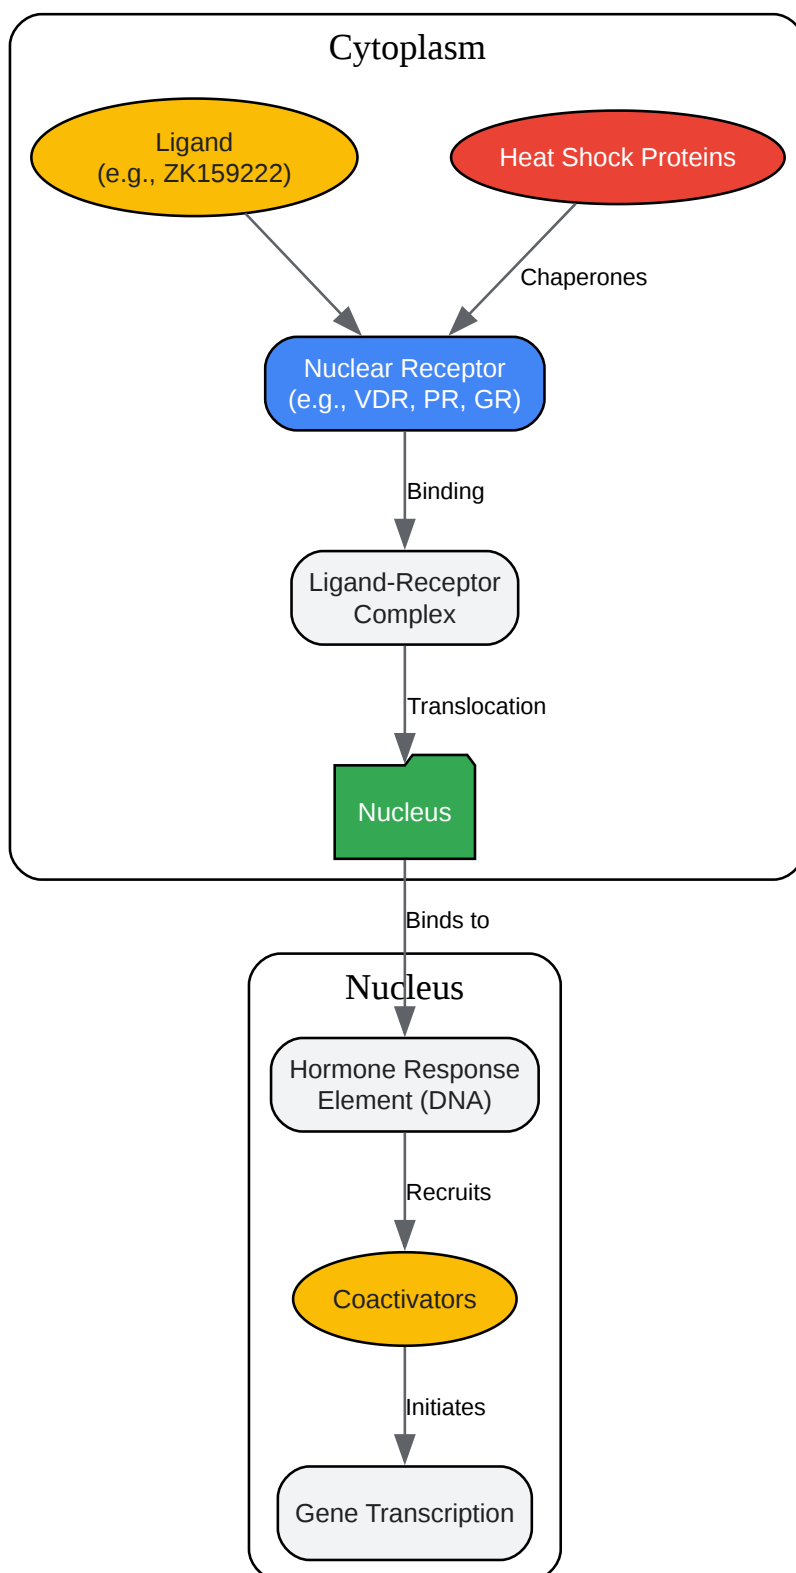 Cytoplasm
Ligand
(e.g., ZK159222)
Heat Shock Proteins
Chaperones
Nuclear Receptor
(e.g., VDR, PR, GR)
Binding
Ligand-Receptor
Complex
Translocation
Nucleus
Binds to
Nucleus
Hormone Response
Element (DNA)
Recruits
Coactivators
Initiates
Gene Transcription